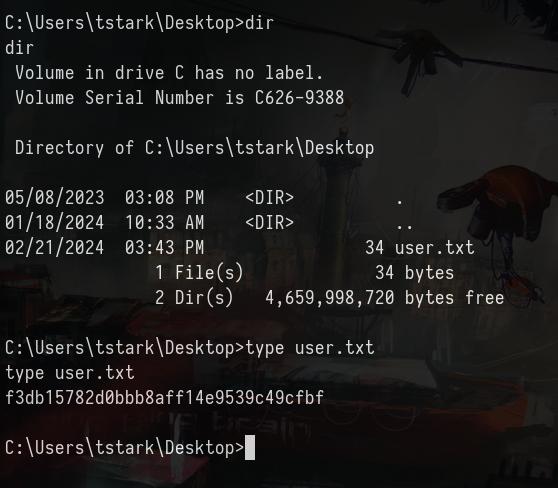 C:\Users\tstark\Desktop>dir
dir
 Volume in drive C has no label.
 Volume Serial Number is C626-9388

 Directory of C:\Users\tstark\Desktop

05/08/2023  03:08 PM    <DIR>          .
01/18/2024  10:33 AM    <DIR>          ..
02/21/2024  03:43 PM                34 user.txt
               1 File(s)             34 bytes
               2 Dir(s)   4,659,998,720 bytes free

C:\Users\tstark\Desktop>type user.txt
type user.txt
f3db15782d0bbb8aff14e9539c49cfbf

C:\Users\tstark\Desktop>